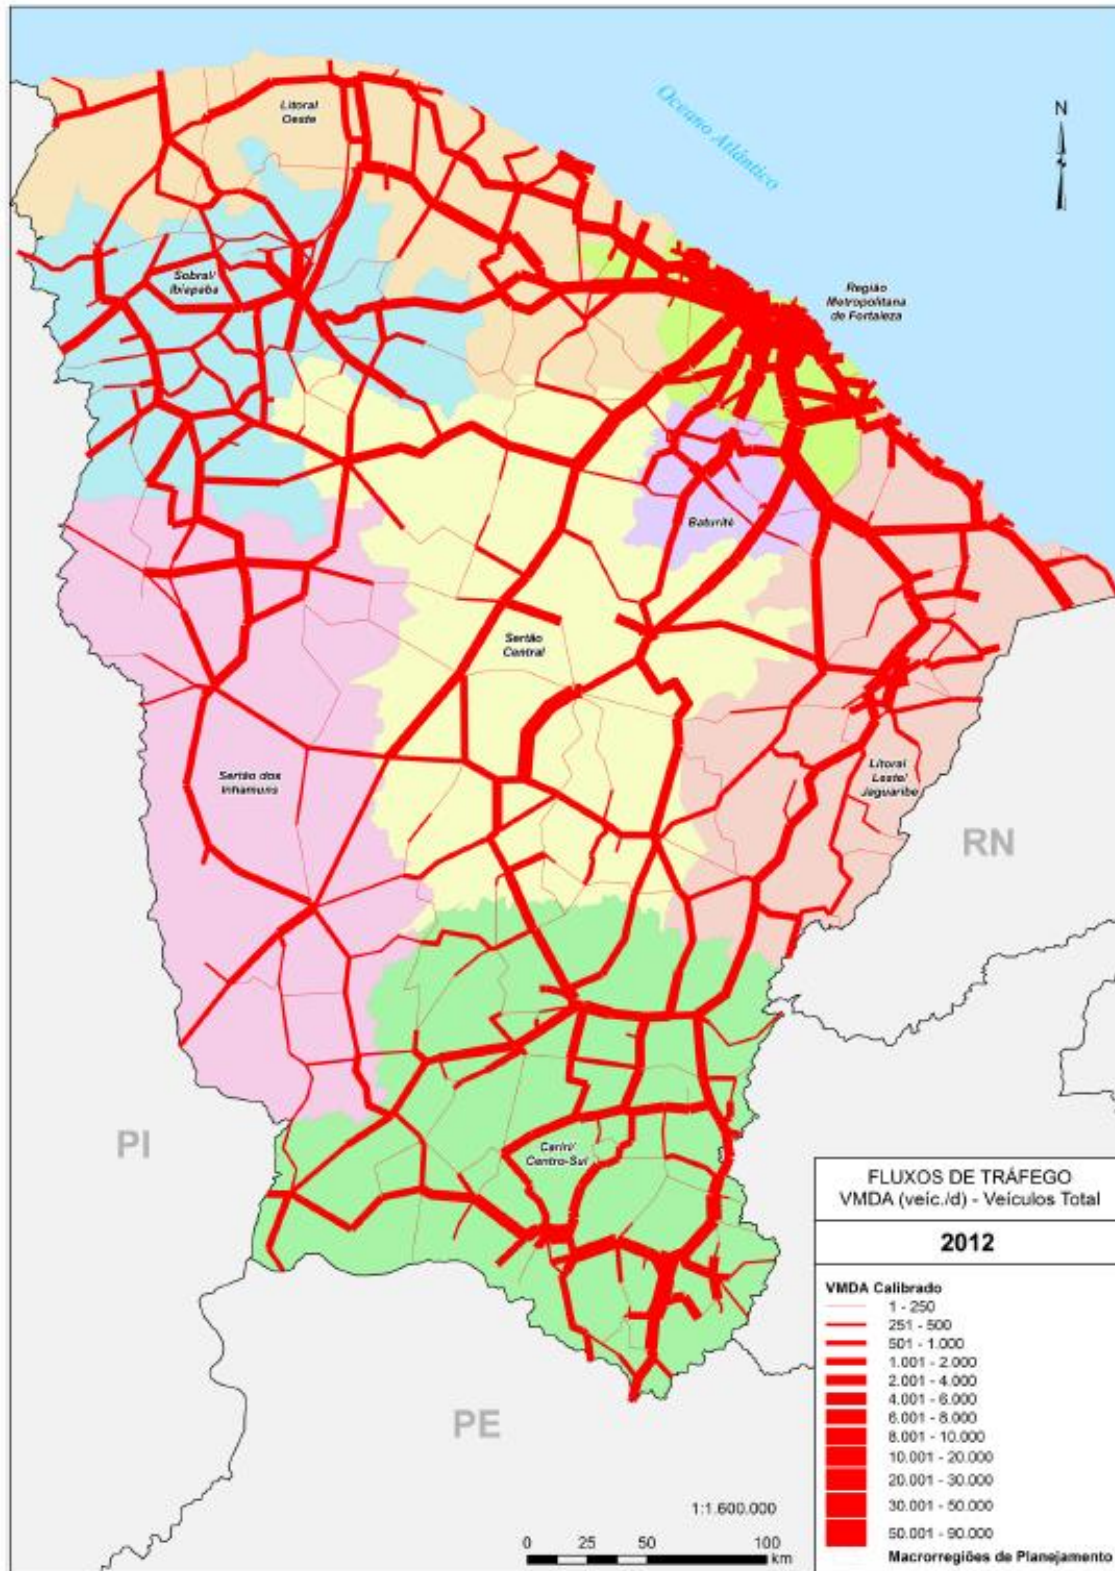 Oceano Atlântico
N
Litoral
Oeste
Sobral/
Ibiapaba
Região
Metropolitana
de Fortaleza
Baturité
Sertão
Central
Sertão dos
Inhamuns
Litoral
Leste/
Jaguaribe
RN
Cariri/
Centro-Sul
PI
PE
FLUXOS DE TRÁFEGO
VMDA (veic./d) - Veículos Total
2012
VMDA Calibrado
1 - 250
251 - 500
501 - 1.000
1.001 - 2.000
2.001 - 4.000
4.001 - 6.000
6.001 - 8.000
8.001 - 10.000
10.001 - 20.000
20.001 - 30.000
30.001 - 50.000
50.001 - 90.000
Macrorregiões de Planejamento
1:1.600.000
0 25 50 100
km